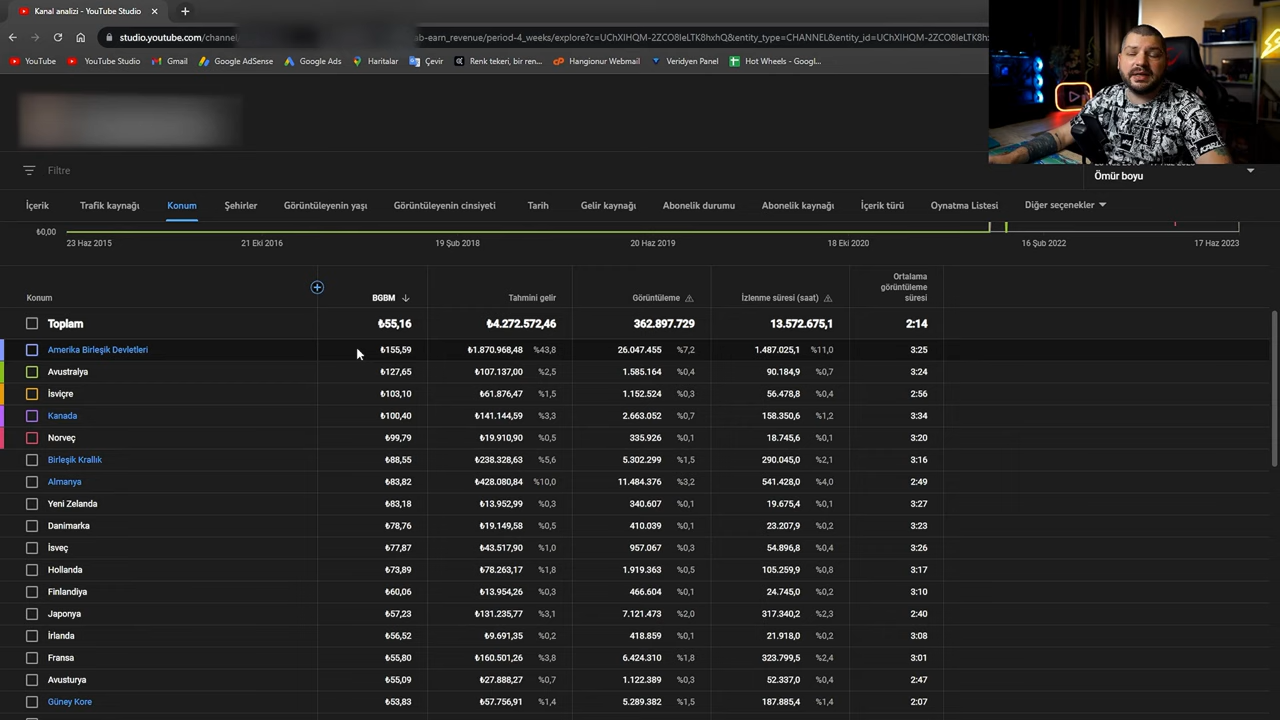 Kanal analizi - YouTube Studio
studio.youtube.com/channel
ab-earn_revenue/period-4_weeks/explore?c=UChXIHQM-2ZCO8leLTK8hxhQ&entity_type=CHANNEL&entity_id=UChXIHQM-2ZCO8leLTK8hx
YouTube YouTube Studio Gmail Google AdSense Google Ads Haritalar Çevir Renk tekeri, bir ren... Hangionur Webmail Veridyen Panel Hot Wheels - Googl...
Filtre
Ömür boyu
İçerik Trafik kaynağı Konum Şehirler Görüntüleyenin yaşı Görüntüleyenin cinsiyeti Tarih Gelir kaynağı Abonelik durumu Abonelik kaynağı İçerik türü Oynatma Listesi Diğer seçenekler
₺0,00
23 Haz 2015 21 Eki 2016 19 Şub 2018 20 Haz 2019 18 Eki 2020 16 Şub 2022 17 Haz 2023
Konum BGBM Tahmini gelir Görüntüleme İzlenme süresi (saat) Ortalama
görüntüleme
süresi
Toplam ₺55,16 ₺4.272.572,46 362.897.729 13.572.675,1 2:14
Amerika Birleşik Devletleri ₺155,59 ₺1.870.968,48 %43,8 26.047.455 %7,2 1.487.025,1 %11,0 3:25
Avustralya ₺127,65 ₺107.137,00 %2,5 1.585.164 %0,4 90.184,9 %0,7 3:24
İsviçre ₺103,10 ₺61.876,47 %1,5 1.152.524 %0,3 56.478,8 %0,4 2:56
Kanada ₺100,40 ₺141.144,59 %3,3 2.663.052 %0,7 158.350,6 %1,2 3:34
Norveç ₺99,79 ₺19.910,90 %0,5 335.926 %0,1 18.745,6 %0,1 3:20
Birleşik Krallık ₺88,55 ₺238.328,63 %5,6 5.302.299 %1,5 290.045,0 %2,1 3:16
Almanya ₺83,82 ₺428.080,84 %10,0 11.484.376 %3,2 541.428,0 %4,0 2:49
Yeni Zelanda ₺83,18 ₺13.952,99 %0,3 340.607 %0,1 19.675,4 %0,1 3:27
Danimarka ₺78,76 ₺19.149,58 %0,5 410.039 %0,1 23.207,9 %0,2 3:23
İsveç ₺77,87 ₺43.517,90 %1,0 957.067 %0,3 54.896,8 %0,4 3:26
Hollanda ₺73,89 ₺78.263,17 %1,8 1.919.363 %0,5 105.259,9 %0,8 3:17
Finlandiya ₺60,06 ₺13.954,26 %0,3 466.604 %0,1 24.745,0 %0,2 3:10
Japonya ₺57,23 ₺131.235,77 %3,1 7.121.473 %2,0 317.340,2 %2,3 2:40
İrlanda ₺56,52 ₺9.691,35 %0,2 418.859 %0,1 21.918,0 %0,2 3:08
Fransa ₺55,80 ₺160.501,26 %3,8 6.424.310 %1,8 323.799,5 %2,4 3:01
Avusturya ₺55,09 ₺27.888,27 %0,7 1.122.389 %0,3 52.337,0 %0,4 2:47
Güney Kore ₺53,83 ₺57.756,91 %1,4 5.289.382 %1,5 187.885,4 %1,4 2:07